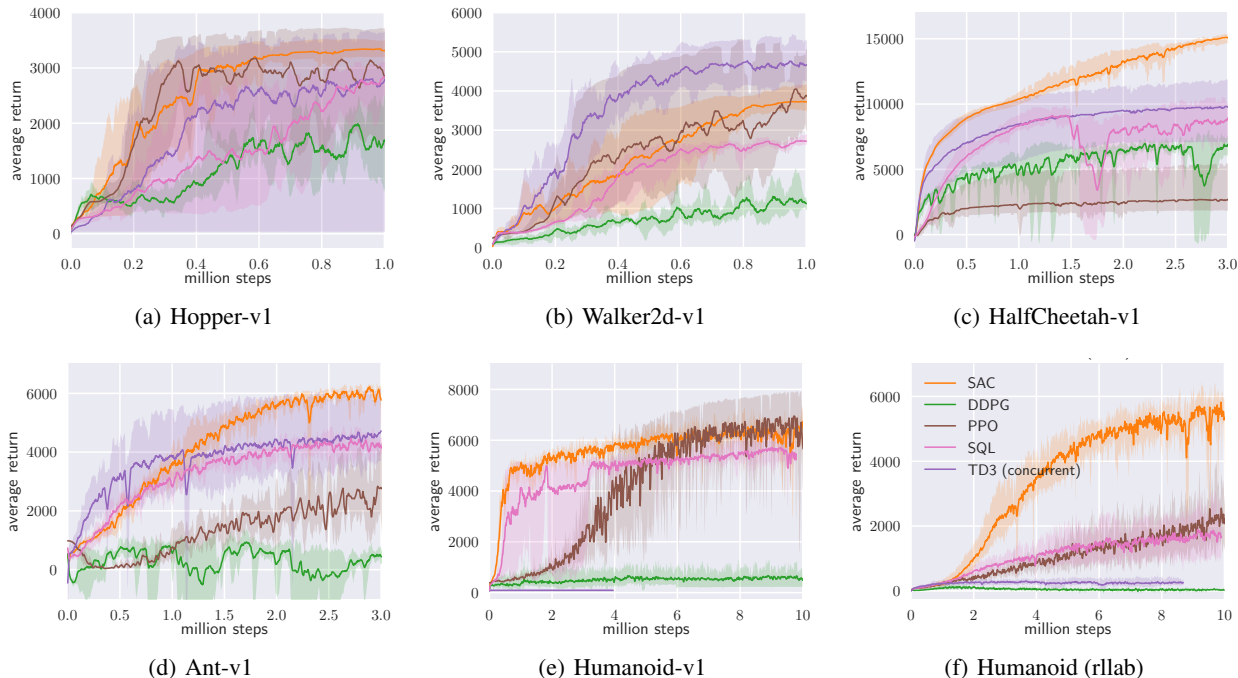 4000
3000
2000
1000
0
average return
0.0 0.2 0.4 0.6 0.8 1.0
million steps
(a) Hopper-v1
6000
5000
4000
3000
2000
1000
0
average return
0.0 0.2 0.4 0.6 0.8 1.0
million steps
(b) Walker2d-v1
15000
10000
5000
0
average return
0.0 0.5 1.0 1.5 2.0 2.5 3.0
million steps
(c) HalfCheetah-v1
6000
4000
2000
0
average return
0.0 0.5 1.0 1.5 2.0 2.5 3.0
million steps
(d) Ant-v1
8000
6000
4000
2000
0
average return
0 2 4 6 8 10
million steps
(e) Humanoid-v1
6000
4000
2000
0
average return
SAC
DDPG
PPO
SQL
TD3 (concurrent)
0 2 4 6 8 10
million steps
(f) Humanoid (rllab)